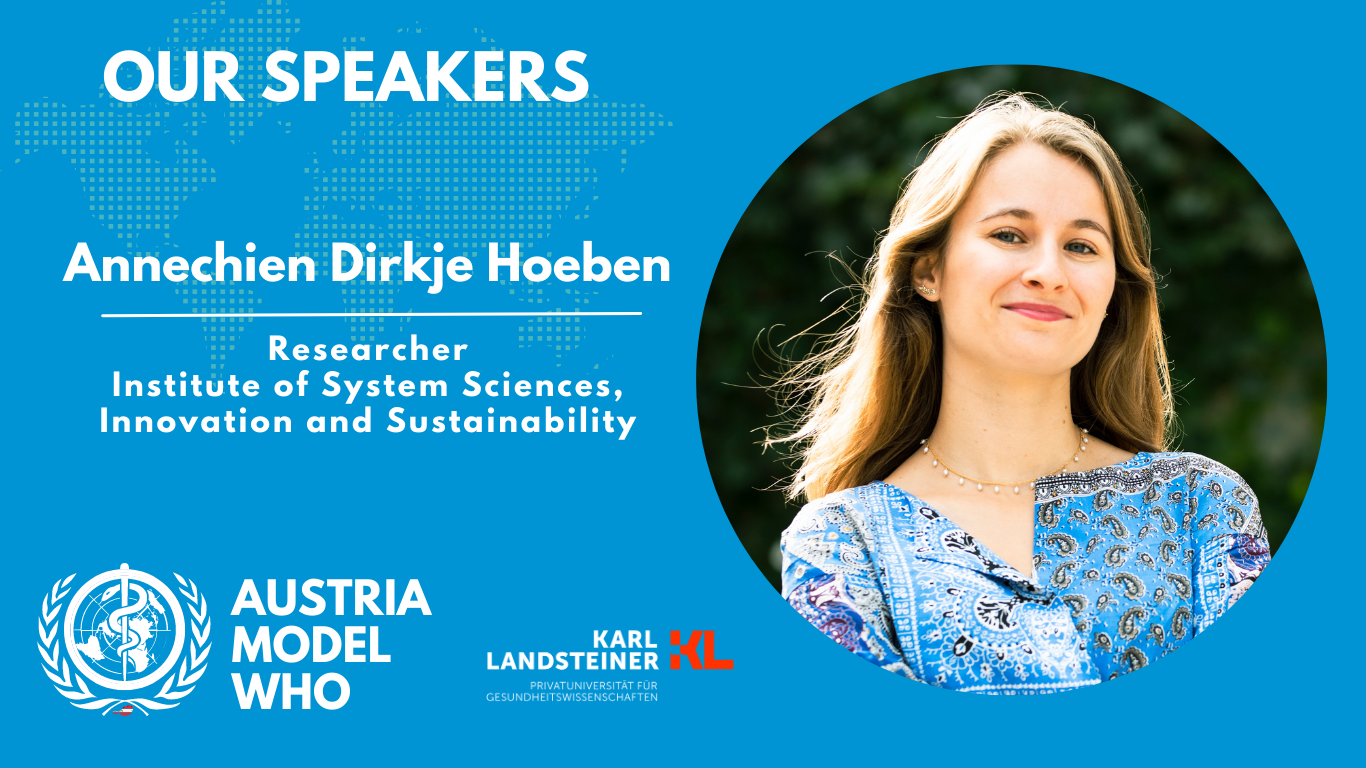 OUR SPEAKERS
Annechien Dirkje Hoeben
Researcher
Institute of System Sciences,
Innovation and Sustainability
AUSTRIA
MODEL
WHO
KARL
LANDSTEINER
KL
PRIVATUNIVERSITÄT FÜR
GESUNDHEITSWISSENSCHAFTEN